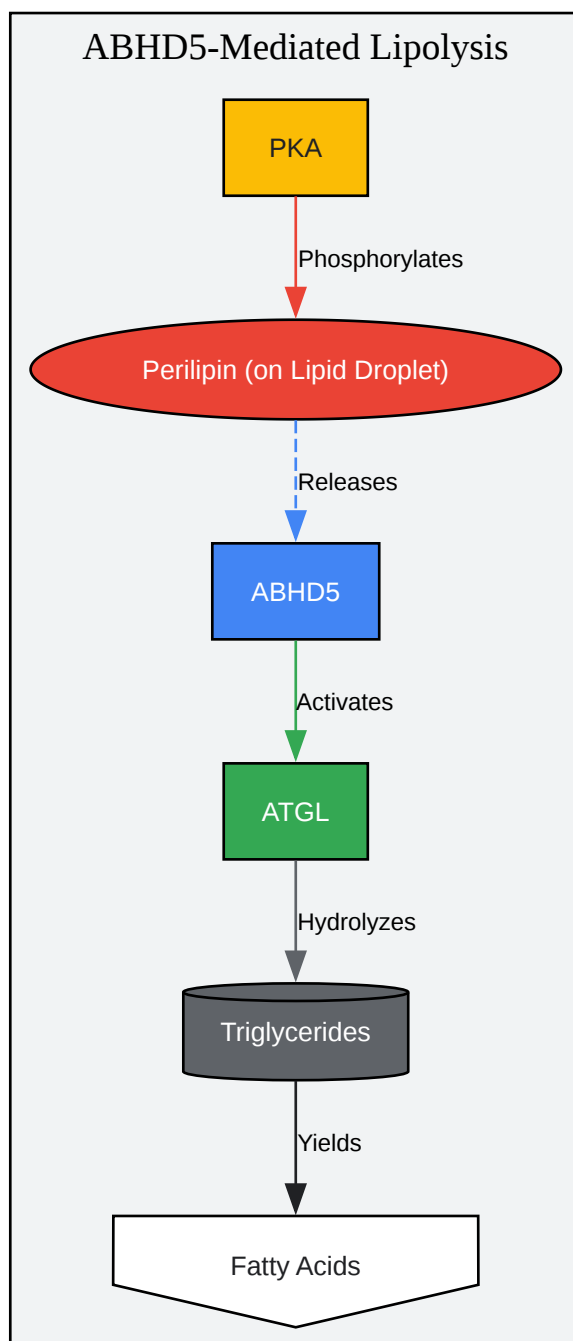 ABHD5-Mediated Lipolysis
PKA
Phosphorylates
Perilipin (on Lipid Droplet)
Releases
ABHD5
Activates
ATGL
Hydrolyzes
Triglycerides
Yields
Fatty Acids